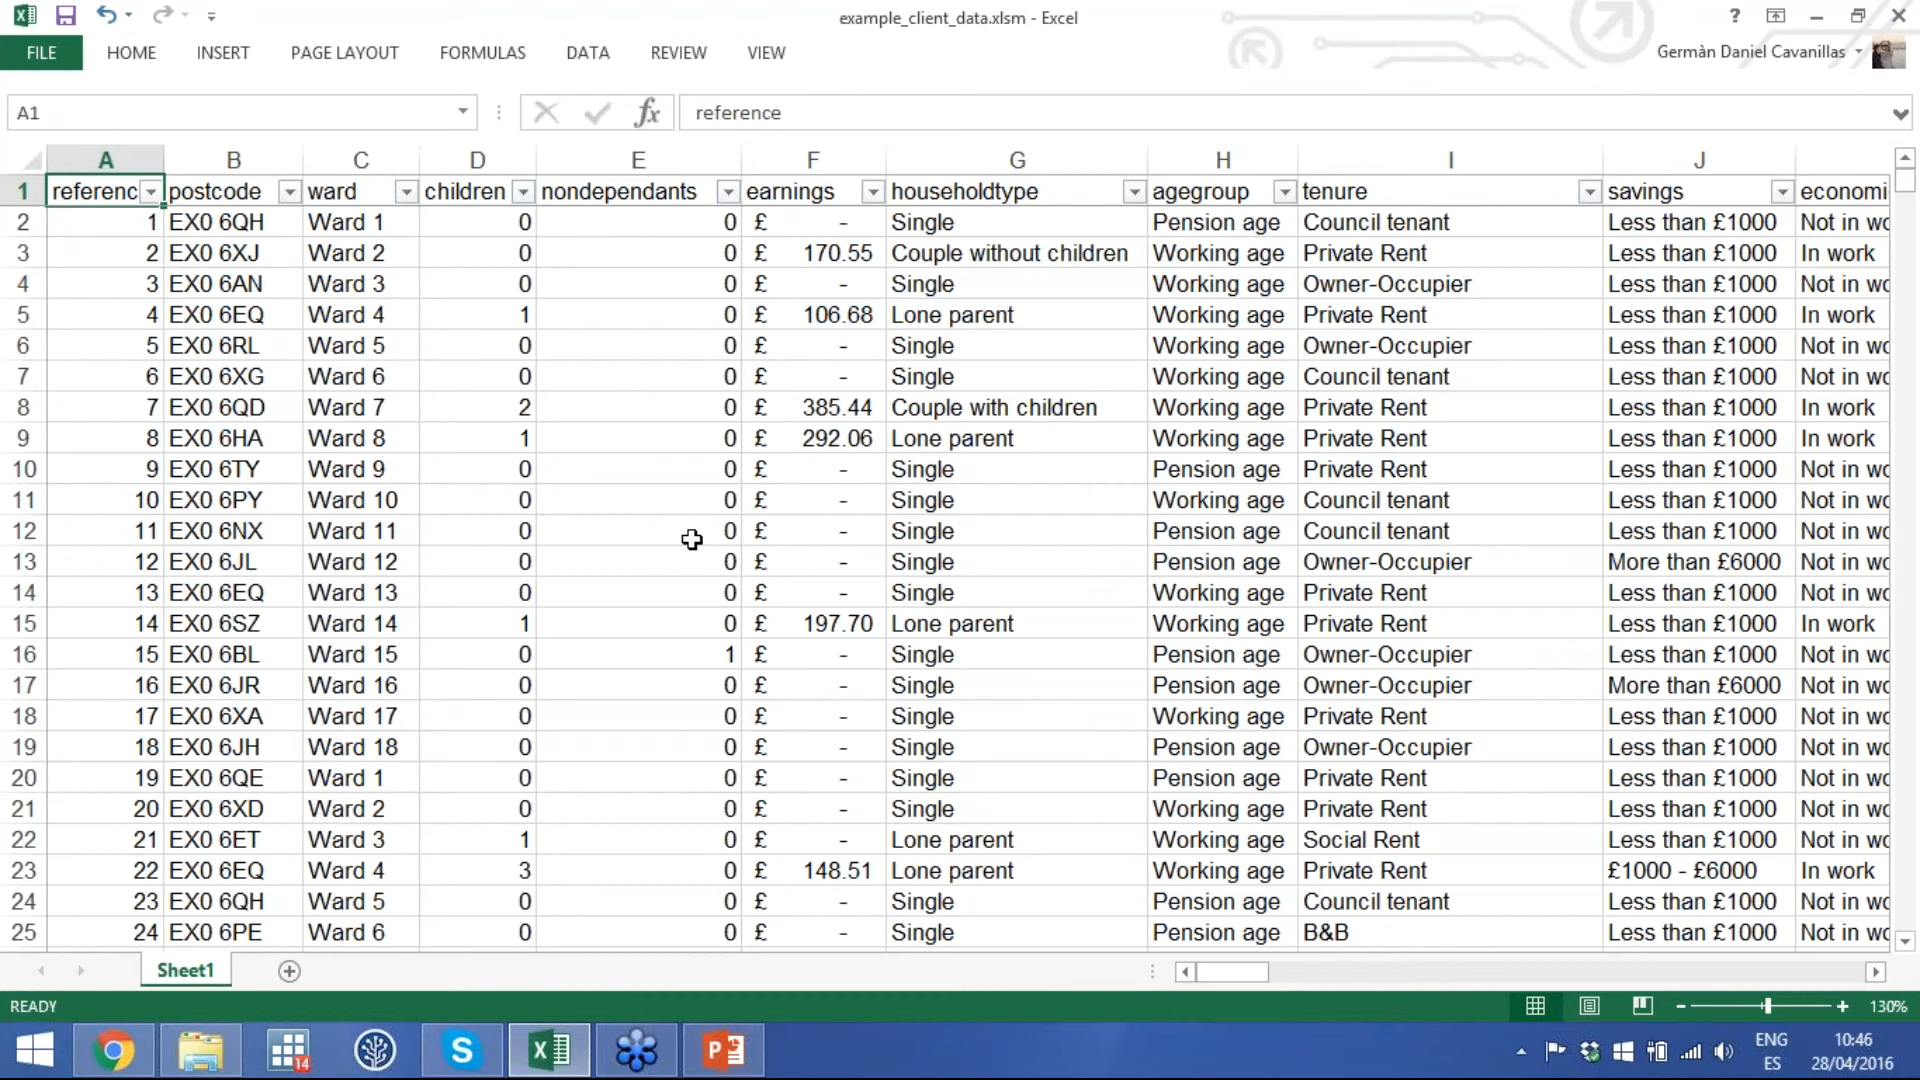 example_client_data.xlsm - Excel
?
FILE HOME INSERT PAGE LAYOUT FORMULAS DATA REVIEW VIEW
Germàn Daniel Cavanillas
A1 fx reference
A B C D E F G H I J
1 referenc postcode ward children nondependants earnings householdtype agegroup tenure savings economi
2 1 EX0 6QH Ward 1 0 0 £ - Single Pension age Council tenant Less than £1000 Not in wo
3 2 EX0 6XJ Ward 2 0 0 £ 170.55 Couple without children Working age Private Rent Less than £1000 In work
4 3 EX0 6AN Ward 3 0 0 £ - Single Working age Owner-Occupier Less than £1000 Not in wo
5 4 EX0 6EQ Ward 4 1 0 £ 106.68 Lone parent Working age Private Rent Less than £1000 In work
6 5 EX0 6RL Ward 5 0 0 £ - Single Working age Owner-Occupier Less than £1000 Not in wo
7 6 EX0 6XG Ward 6 0 0 £ - Single Working age Council tenant Less than £1000 Not in wo
8 7 EX0 6QD Ward 7 2 0 £ 385.44 Couple with children Working age Private Rent Less than £1000 In work
9 8 EX0 6HA Ward 8 1 0 £ 292.06 Lone parent Working age Private Rent Less than £1000 In work
10 9 EX0 6TY Ward 9 0 0 £ - Single Pension age Private Rent Less than £1000 Not in wo
11 10 EX0 6PY Ward 10 0 0 £ - Single Working age Council tenant Less than £1000 Not in wo
12 11 EX0 6NX Ward 11 0 0 £ - Single Pension age Council tenant Less than £1000 Not in wo
13 12 EX0 6JL Ward 12 0 0 £ - Single Pension age Owner-Occupier More than £6000 Not in wo
14 13 EX0 6EQ Ward 13 0 0 £ - Single Working age Private Rent Less than £1000 Not in wo
15 14 EX0 6SZ Ward 14 1 0 £ 197.70 Lone parent Working age Private Rent Less than £1000 In work
16 15 EX0 6BL Ward 15 0 1 £ - Single Pension age Owner-Occupier Less than £1000 Not in wo
17 16 EX0 6JR Ward 16 0 0 £ - Single Pension age Owner-Occupier More than £6000 Not in wo
18 17 EX0 6XA Ward 17 0 0 £ - Single Working age Private Rent Less than £1000 Not in wo
19 18 EX0 6JH Ward 18 0 0 £ - Single Pension age Owner-Occupier Less than £1000 Not in wo
20 19 EX0 6QE Ward 1 0 0 £ - Single Pension age Private Rent Less than £1000 Not in wo
21 20 EX0 6XD Ward 2 0 0 £ - Single Working age Private Rent Less than £1000 Not in wo
22 21 EX0 6ET Ward 3 1 0 £ - Lone parent Working age Social Rent Less than £1000 Not in wo
23 22 EX0 6EQ Ward 4 3 0 £ 148.51 Lone parent Working age Private Rent £1000 - £6000 In work
24 23 EX0 6QH Ward 5 0 0 £ - Single Pension age Council tenant Less than £1000 Not in wo
25 24 EX0 6PE Ward 6 0 0 £ - Single Pension age B&B Less than £1000 Not in wo
Sheet1
READY 130%
14 ENG 10:46
ES 28/04/2016